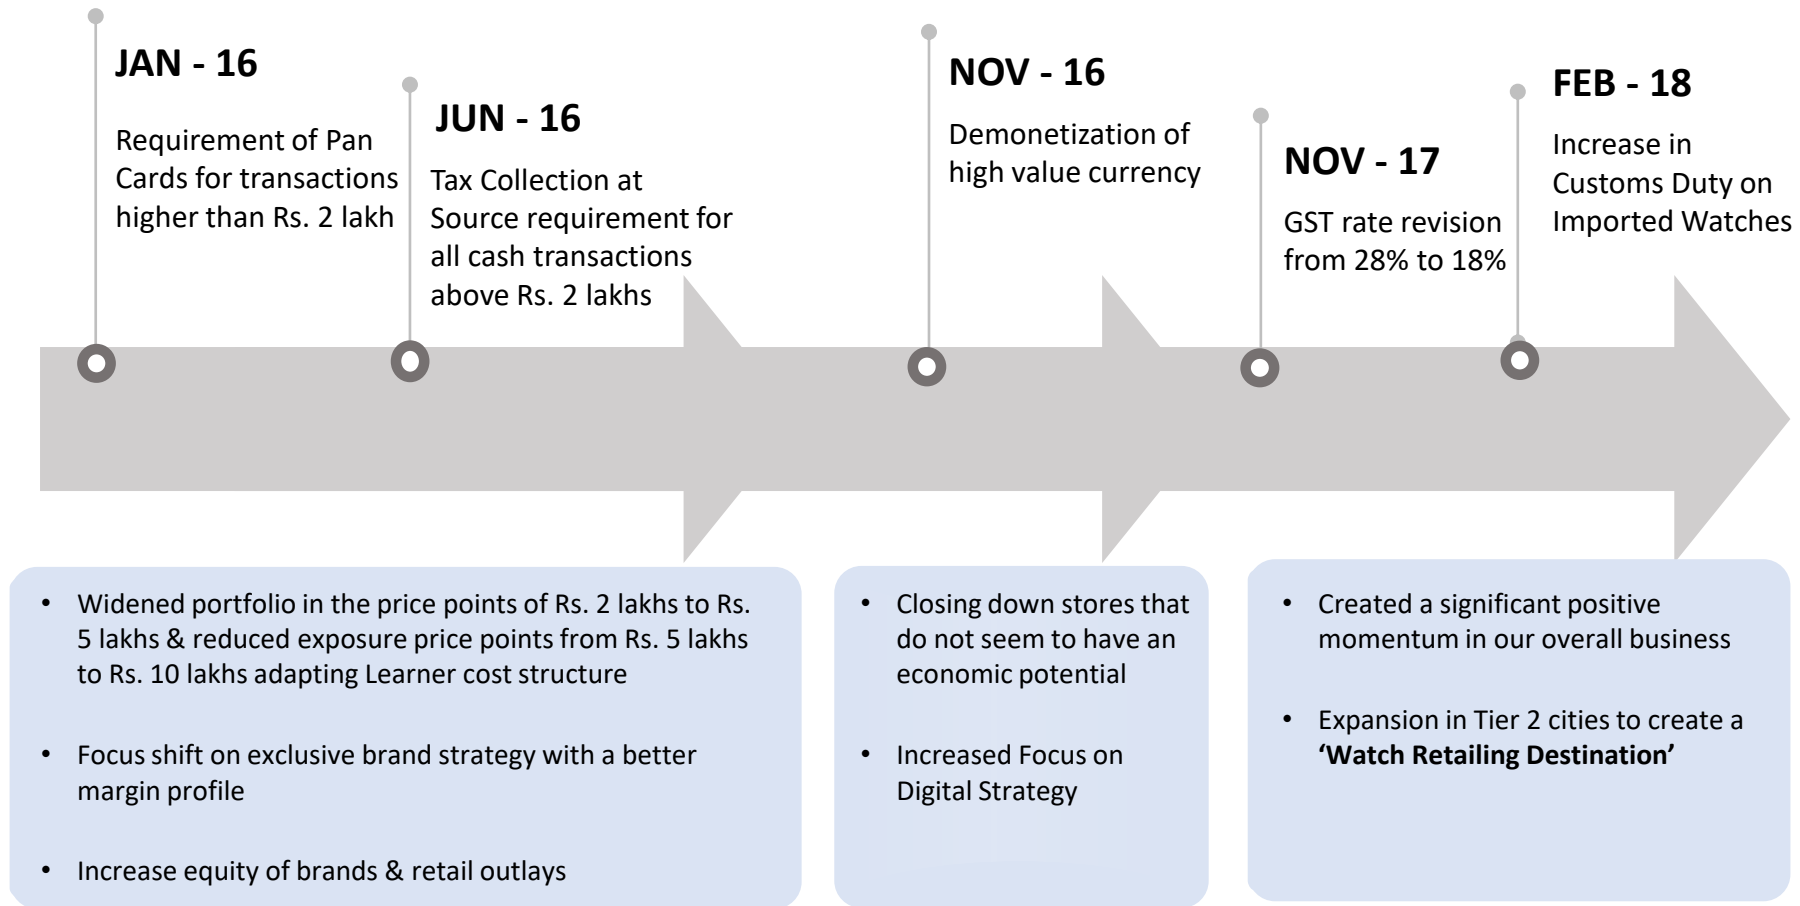 JAN - 16
Requirement of Pan
Cards for transactions
higher than Rs. 2 lakh
JUN - 16
Tax Collection at
Source requirement for
all cash transactions
above Rs. 2 lakhs
NOV - 16
Demonetization of
high value currency
NOV - 17
GST rate revision
from 28% to 18%
FEB - 18
Increase in
Customs Duty on
Imported Watches
• Widened portfolio in the price points of Rs. 2 lakhs to Rs.
5 lakhs & reduced exposure price points from Rs. 5 lakhs
to Rs. 10 lakhs adapting Learner cost structure
• Focus shift on exclusive brand strategy with a better
margin profile
• Increase equity of brands & retail outlays
• Closing down stores that
do not seem to have an
economic potential
• Increased Focus on
Digital Strategy
• Created a significant positive
momentum in our overall business
• Expansion in Tier 2 cities to create a
‘Watch Retailing Destination’